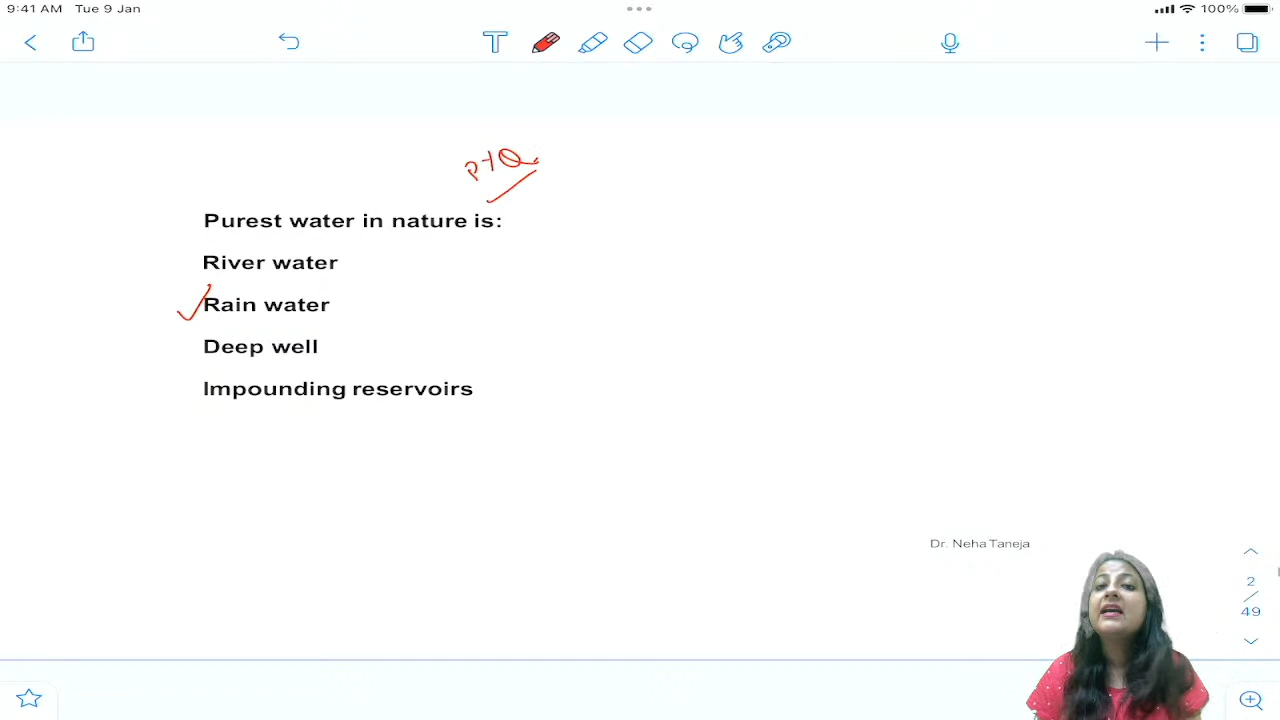 9:41 AM Tue 9 Jan
100%
T
PYQ
Purest water in nature is:
River water
Rain water
Deep well
Impounding reservoirs
Dr. Neha Taneja
2
49